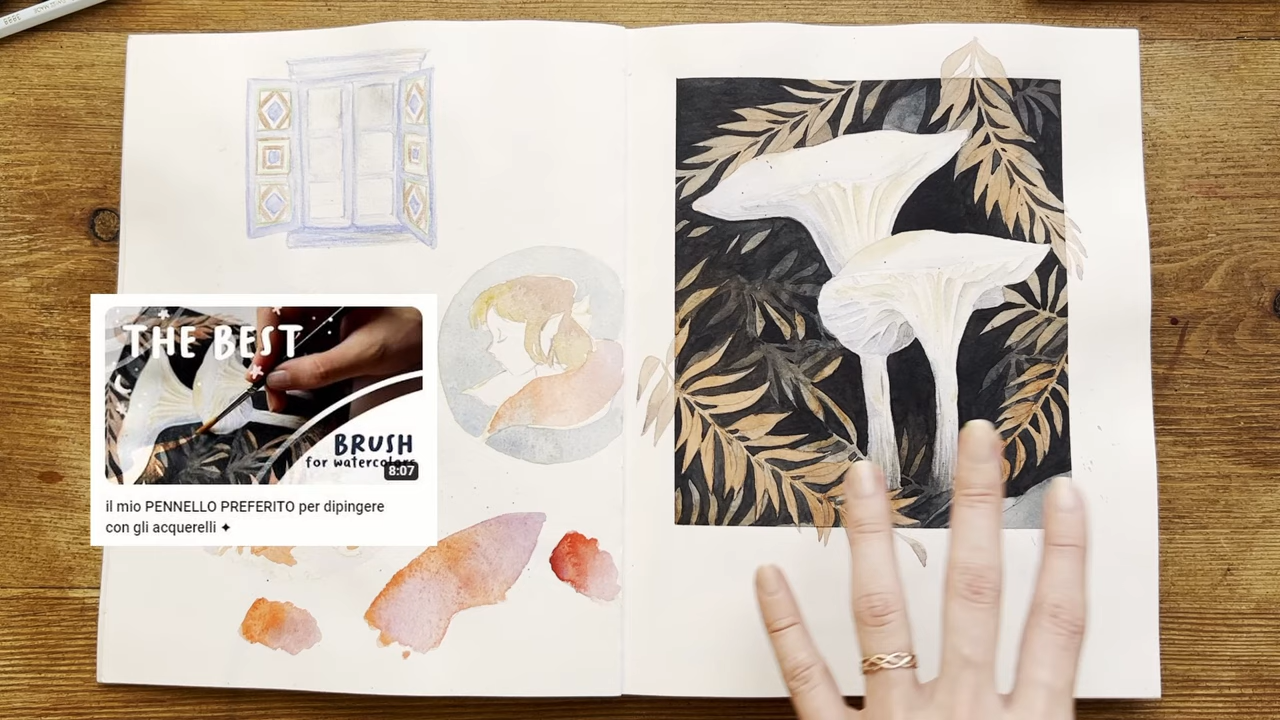 THE BEST
BRUSH
for watercolors
8:07
il mio PENNELLO PREFERITO per dipingere
con gli acquerelli ✦